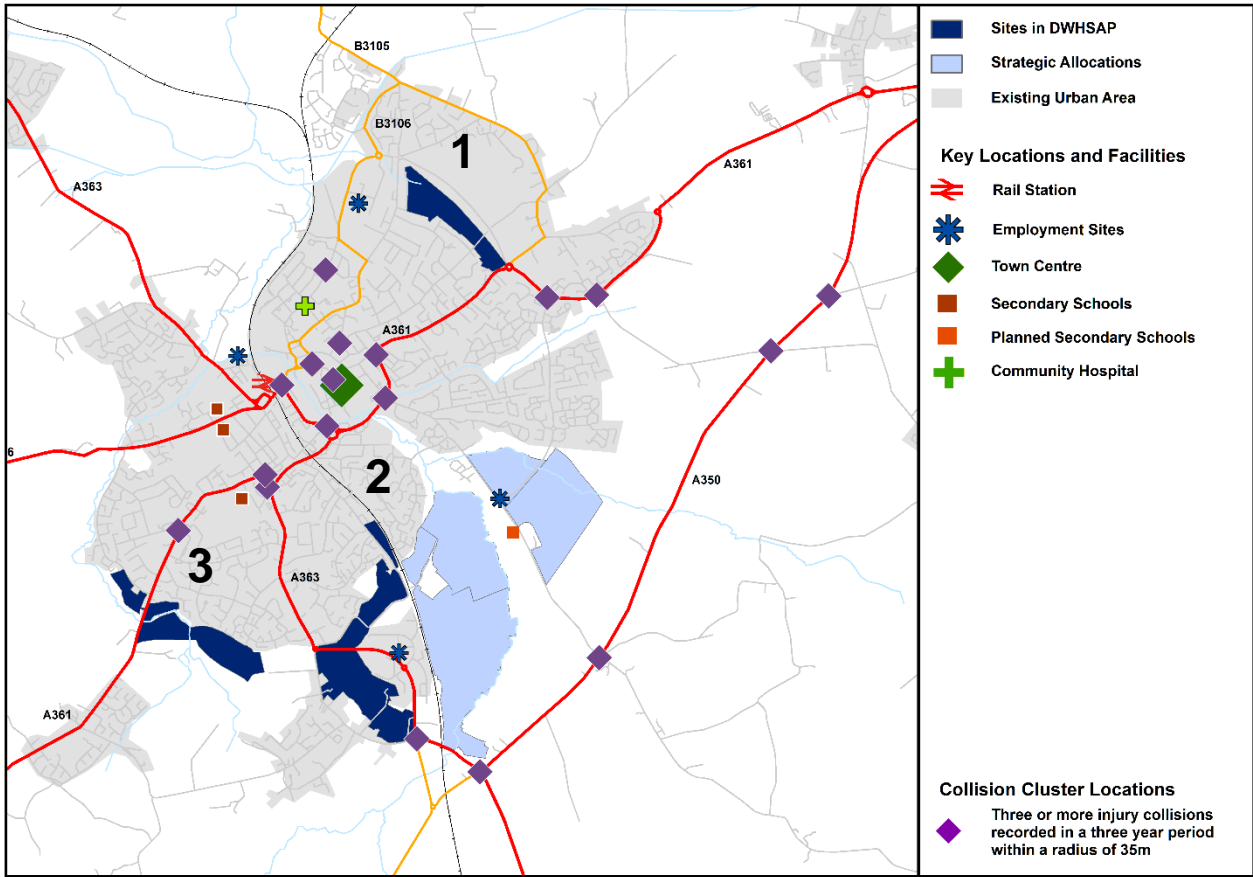 B3105
B3106
1
A363
A361
A361
2
6
A350
3
A363
A361
Sites in DWHSAP
Strategic Allocations
Existing Urban Area
Key Locations and Facilities
Rail Station
Employment Sites
Town Centre
Secondary Schools
Planned Secondary Schools
Community Hospital
Collision Cluster Locations
Three or more injury collisions
recorded in a three year period
within a radius of 35m